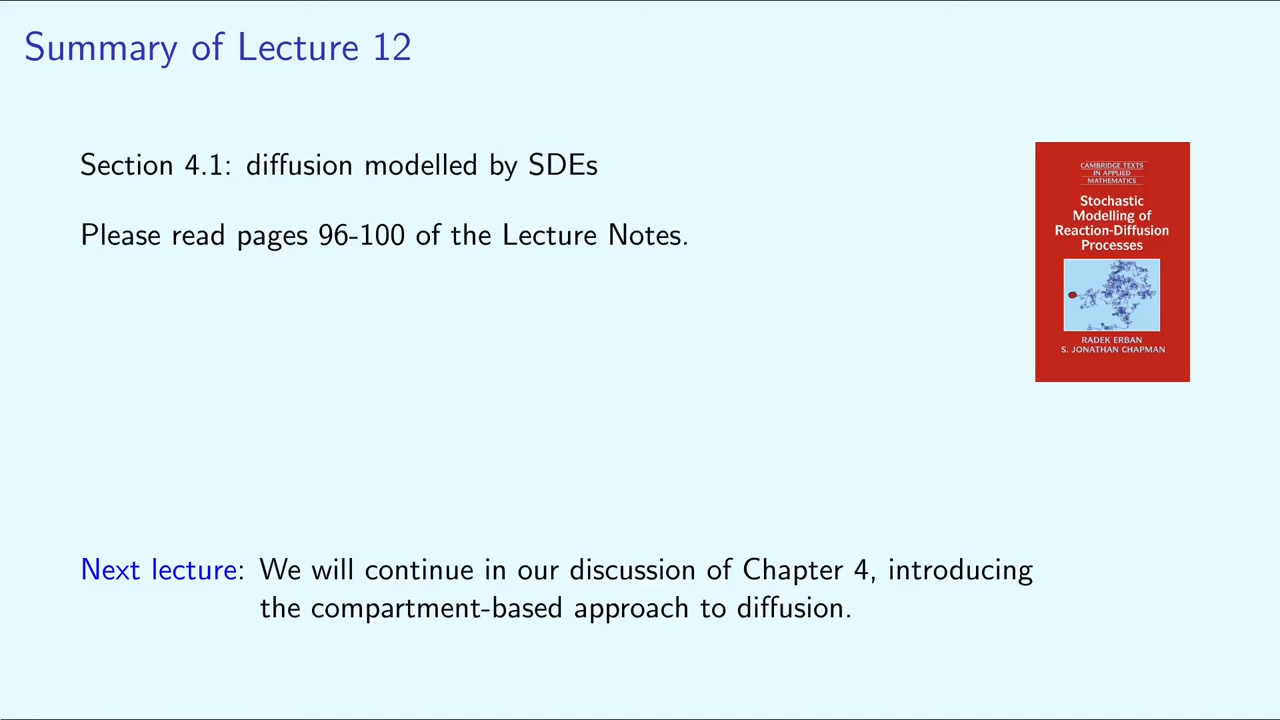 Summary of Lecture 12
Section 4.1: diffusion modelled by SDEs
Please read pages 96-100 of the Lecture Notes.
CAMBRIDGE TEXTS
IN APPLIED
MATHEMATICS
Stochastic
Modelling of
Reaction-Diffusion
Processes
RADEK ERBAN
S. JONATHAN CHAPMAN
Next lecture: We will continue in our discussion of Chapter 4, introducing
the compartment-based approach to diffusion.